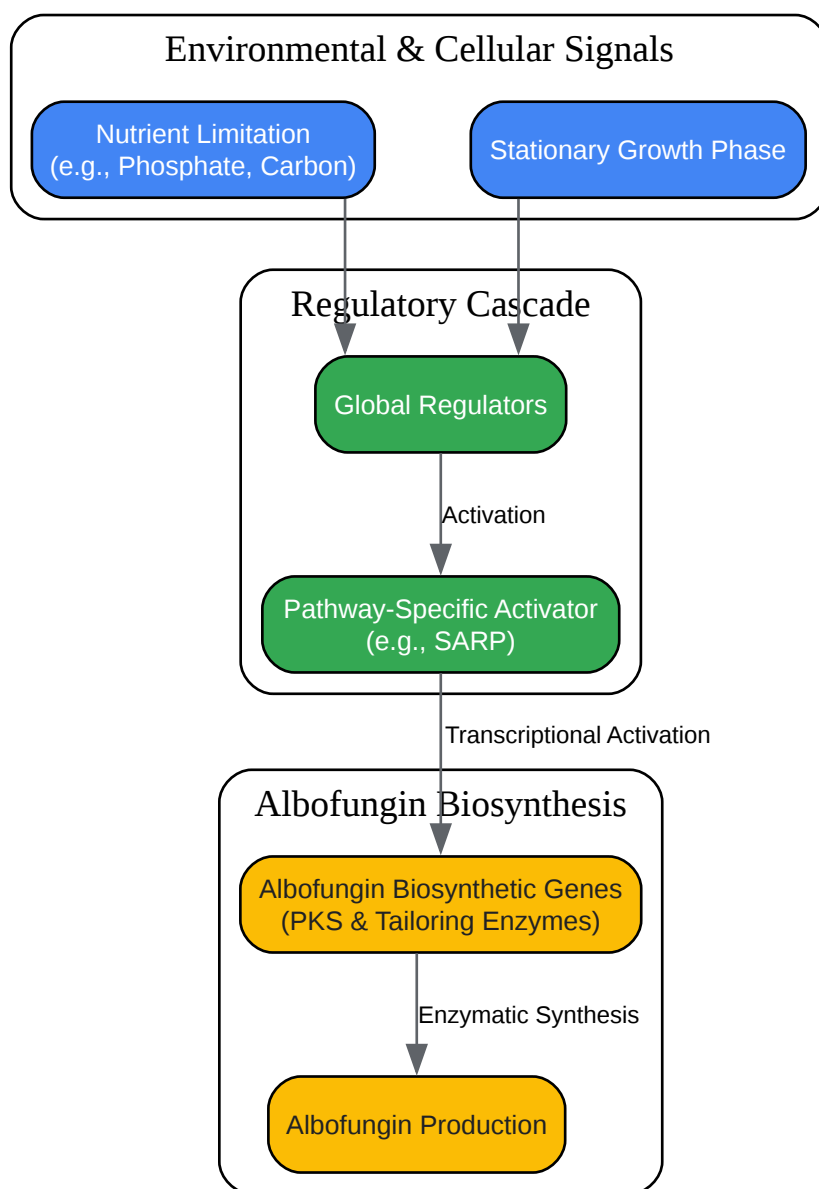 Environmental & Cellular Signals
Nutrient Limitation
(e.g., Phosphate, Carbon)
Stationary Growth Phase
Regulatory Cascade
Global Regulators
Activation
Pathway-Specific Activator
(e.g., SARP)
Transcriptional Activation
Albofungin Biosynthesis
Albofungin Biosynthetic Genes
(PKS & Tailoring Enzymes)
Enzymatic Synthesis
Albofungin Production